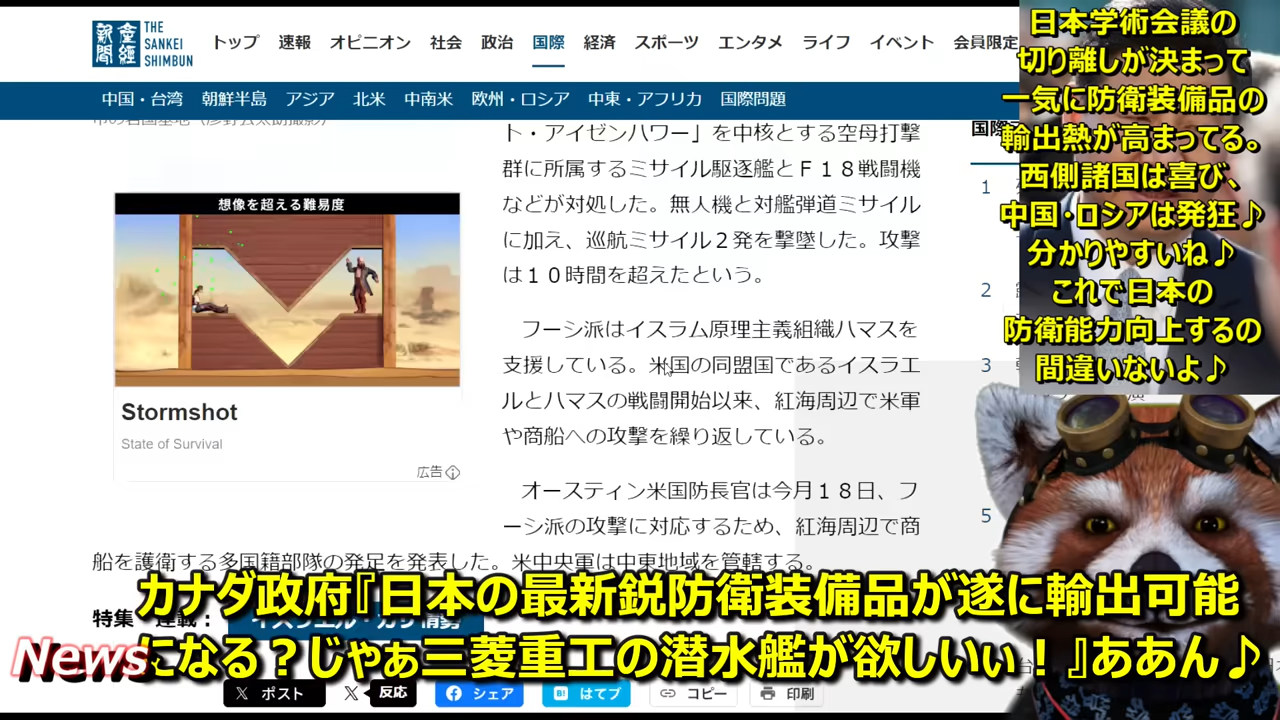 産經新聞
THE SANKEI SHIMBUN
トップ 速報 オピニオン 社会 政治 国際 経済 スポーツ エンタメ ライフ イベント 会員限定
中国・台湾 朝鮮半島 アジア 北米 中南米 欧州・ロシア 中東・アフリカ 国際問題
ト・アイゼンハワー」を中核とする空母打撃
群に所属するミサイル駆逐艦とＦ１８戦闘機
などが対処した。無人機と対艦弾道ミサイル
に加え、巡航ミサイル２発を撃墜した。攻撃
は１０時間を超えたという。
フーシ派はイスラム原理主義組織ハマスを
支援している。米国の同盟国であるイスラエ
ルとハマスの戦闘開始以来、紅海周辺で米軍
や商船への攻撃を繰り返している。
オースティン米国防長官は今月１８日、フ
ーシ派の攻撃に対応するため、紅海周辺で商
船を護衛する多国籍部隊の発足を発表した。米中央軍は中東地域を管轄する。
想像を超える難易度
Stormshot
State of Survival
広告
国際
1
2
3
5
日本学術会議の
切り離しが決まって
一気に防衛装備品の
輸出熱が高まってる。
西側諸国は喜び、
中国・ロシアは発狂♪
分かりやすいね♪
これで日本の
防衛能力向上するの
間違いないよ♪
特集・連載：
イスラエル・ガザ情勢
カナダ政府『日本の最新鋭防衛装備品が遂に輸出可能
になる？じゃぁ三菱重工の潜水艦が欲しいぃ！』ああん♪
News
ポスト 反応 シェア はてブ コピー 印刷